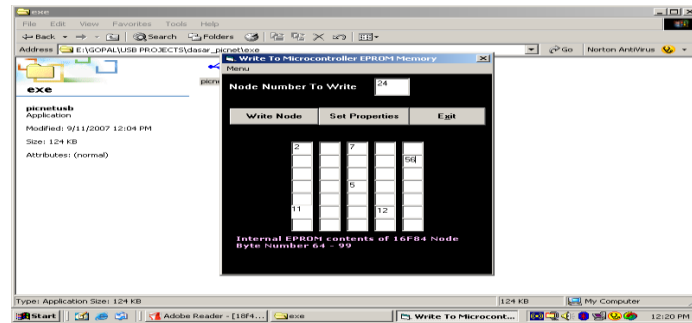 exe
File Edit View Favorites Tools Help
Back Search Folders
Address E:\GOPAL\USB PROJECTS\dasar_picnet\exe Go Norton AntiVirus
exe
picnetusb
Application
Modified: 9/11/2007 12:04 PM
Size: 124 KB
Attributes: (normal)
Write To Microcontroller EPROM Memory
Menu
Node Number To Write 24
Write Node Set Properties Exit
2 7
56
5
11 12
Internal EPROM contents of 16F84 Node
Byte Number 64 - 99
Type: Application Size: 124 KB 124 KB My Computer
Start Adobe Reader - [18F4... exe Write To Microcont... 12:20 PM